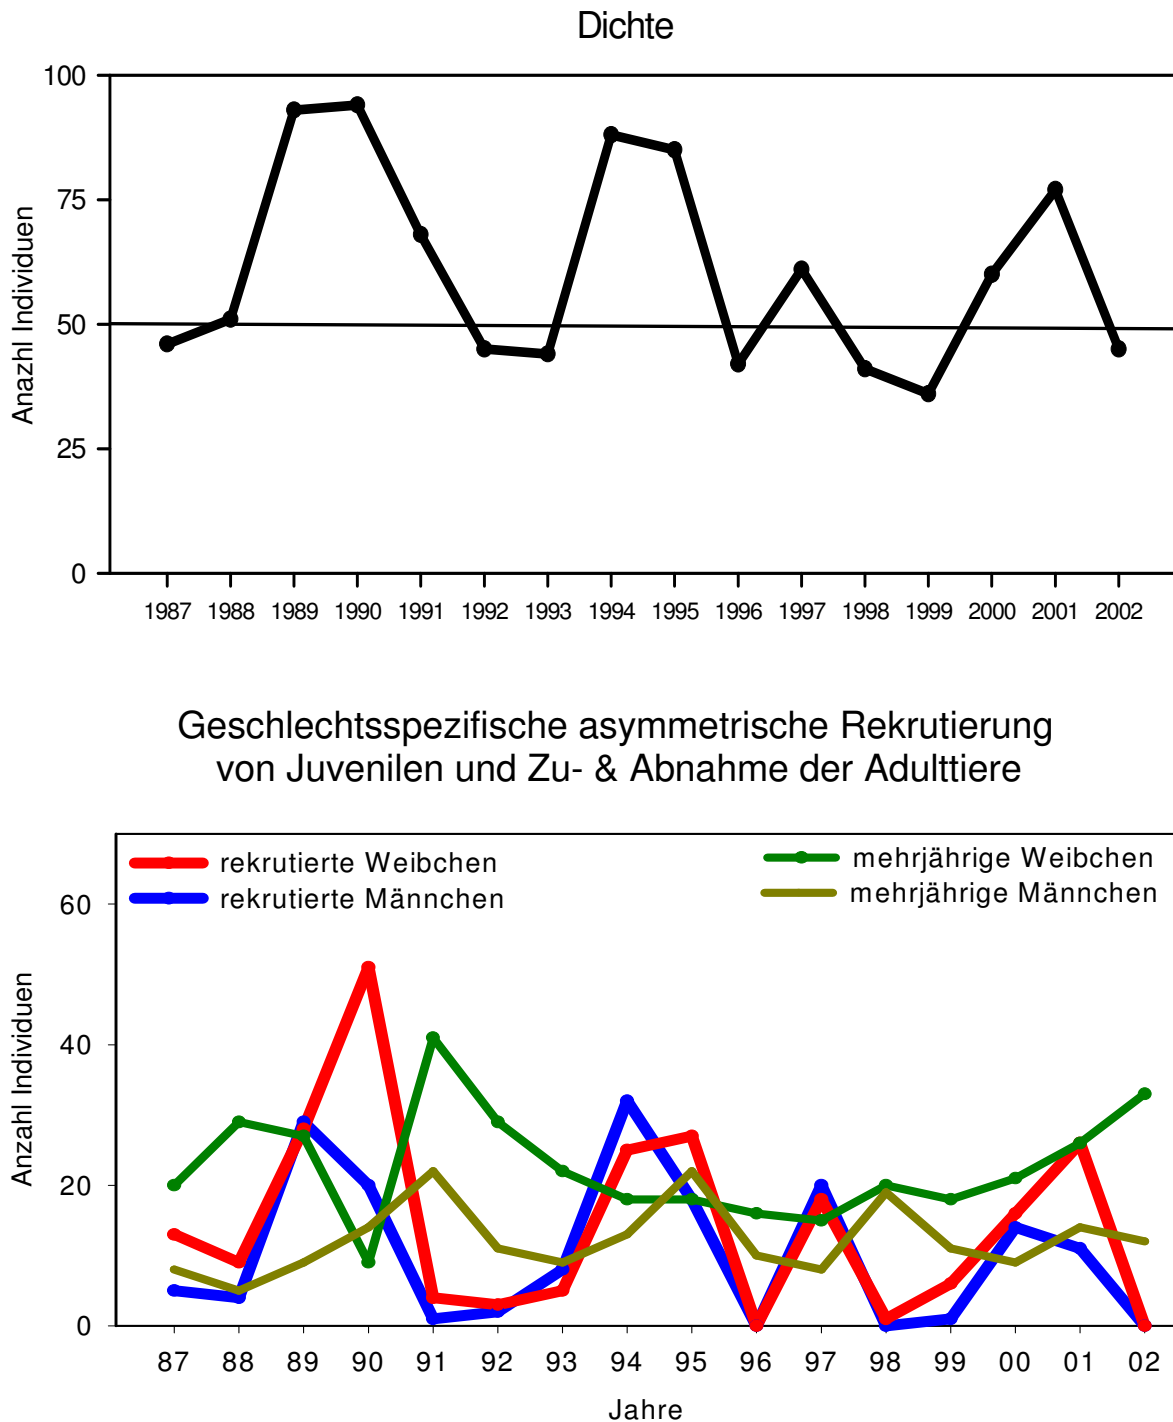 Dichte
100
75
50
25
0
Anazhl Individuen
1987 1988 1989 1990 1991 1992 1993 1994 1995 1996 1997 1998 1999 2000 2001 2002
Geschlechtsspezifische asymmetrische Rekrutierung
von Juvenilen und Zu- & Abnahme der Adulttiere
rekrutierte Weibchen
rekrutierte Männchen
mehrjährige Weibchen
mehrjährige Männchen
60
40
20
0
Anzahl Individuen
87 88 89 90 91 92 93 94 95 96 97 98 99 00 01 02
Jahre